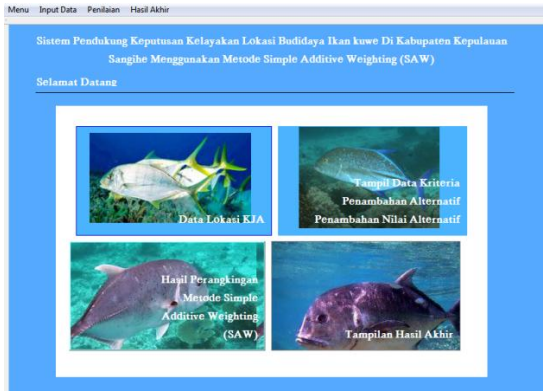 Menu Input Data Penilaian Hasil Akhir
Sistem Pendukung Keputusan Kelayakan Lokasi Budidaya Ikan kuwe Di Kabupaten Kepulauan
Sangihe Menggunakan Metode Simple Additive Weighting (SAW)
Selamat Datang
Data Lokasi KJA
Tampil Data Kriteria
Penambahan Alternatif
Penambahan Nilai Alternatif
Hasil Perangkingan
Metode Simple
Additive Weighting
(SAW)
Tampilan Hasil Akhir